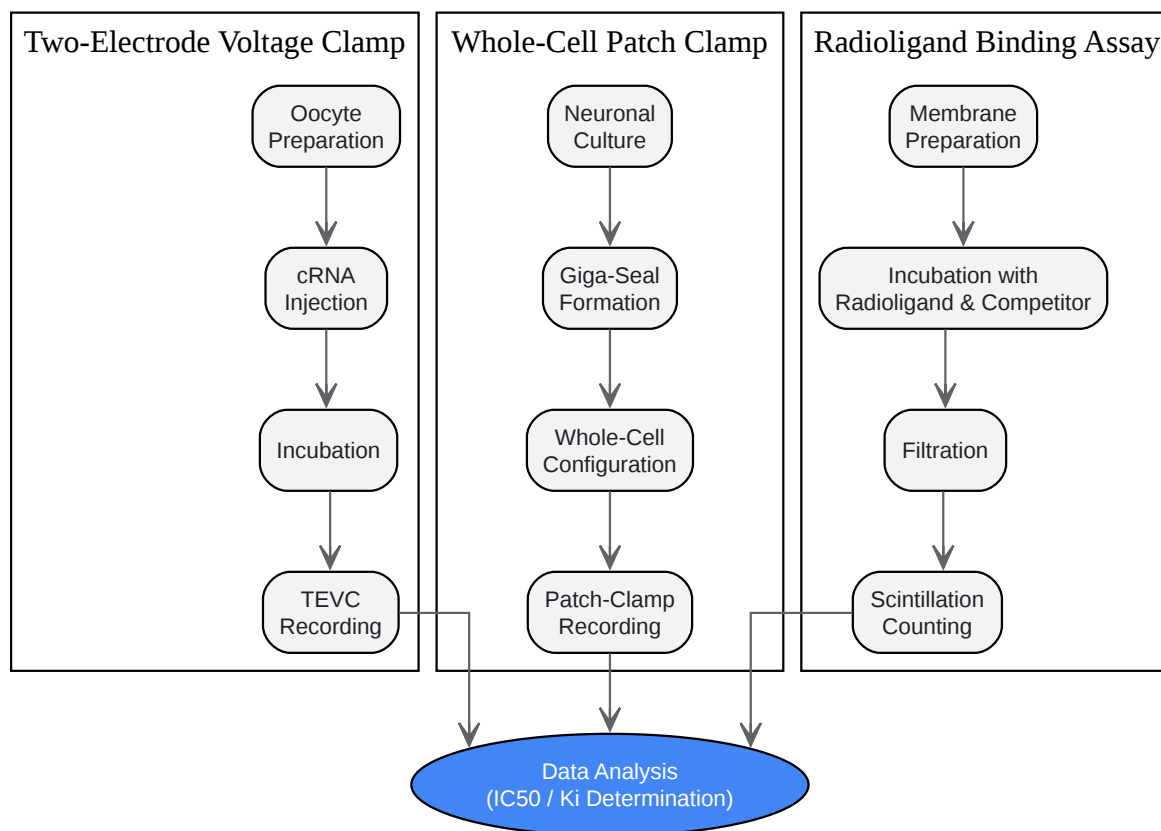 Two-Electrode Voltage Clamp
Oocyte
Preparation
cRNA
Injection
Incubation
TEVC
Recording
Whole-Cell Patch Clamp
Neuronal
Culture
Giga-Seal
Formation
Whole-Cell
Configuration
Patch-Clamp
Recording
Radioligand Binding Assay
Membrane
Preparation
Incubation with
Radioligand & Competitor
Filtration
Scintillation
Counting
Data Analysis
(IC50 / Ki Determination)